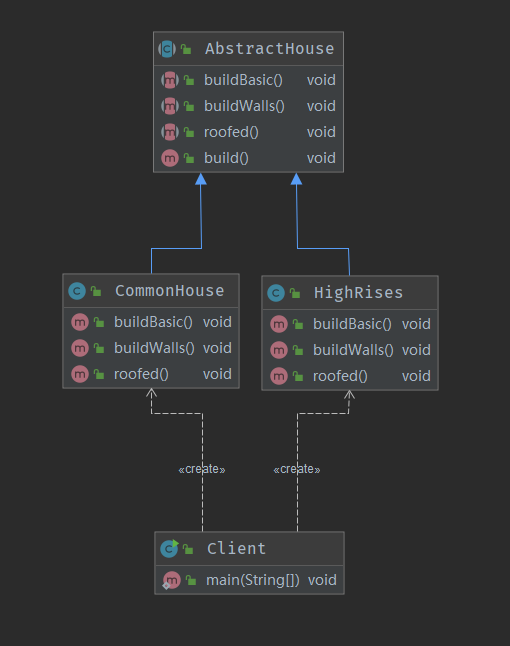 AbstractHouse
buildBasic() void
buildWalls() void
roofed() void
build() void
CommonHouse
buildBasic() void
buildWalls() void
roofed() void
HighRises
buildBasic() void
buildWalls() void
roofed() void
«create»
«create»
Client
main(String[]) void